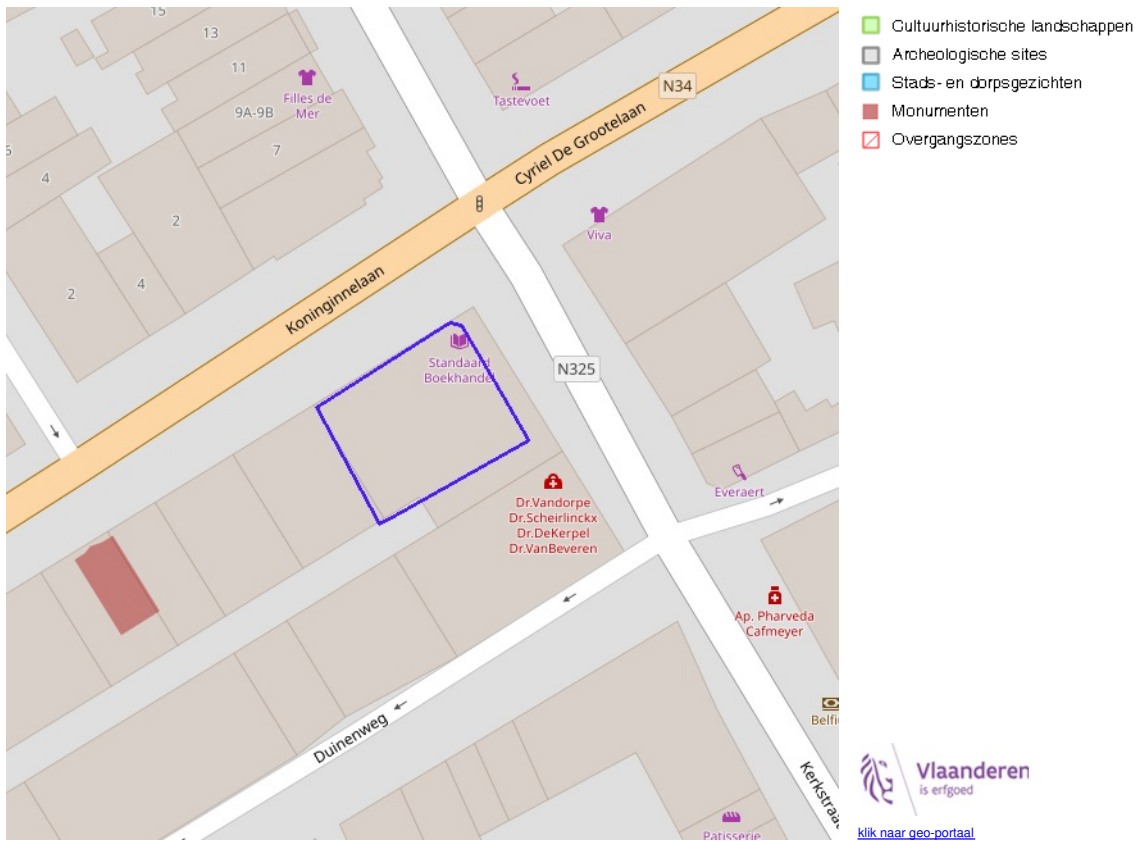 15
13
11
9A-9B
7
Filles de
Mer
Tastevoet
N34
Cyriel De Grootelaan
4
2
Viva
2
4
Koninginnelaan
Standaard
Boekhandel
N325
Everaert
Dr.Vandorpe
Dr.Scheirlinckx
Dr.DeKerpel
Dr.VanBeveren
Ap. Pharveda
Cafmeyer
Duinenweg
Patisserie
Cultuurhistorische landschappen
Archeologische sites
Stads- en dorpsgezichten
Monumenten
Overgangszones
Vlaanderen
is erfgoed
klik naar geo-portaal